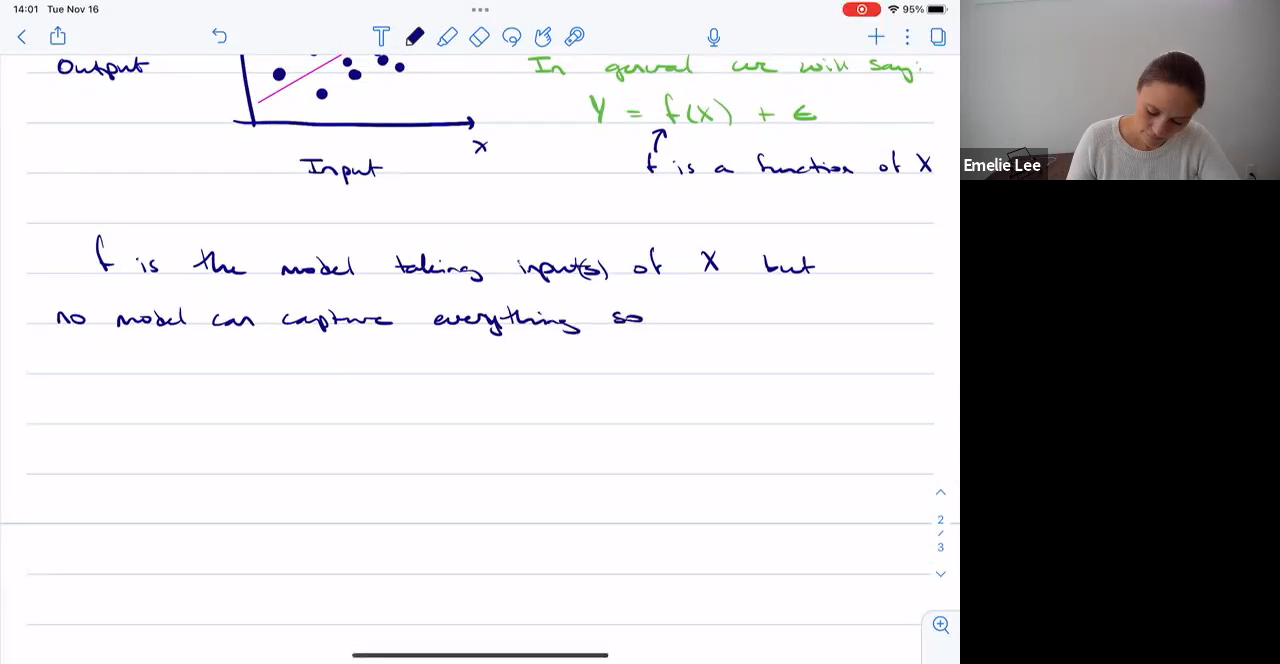 14:01 Tue Nov 16
95%
T
Output
x
Input
In general we will say:
Y = f(X) + ε
f is a function of X
Emelie Lee
f is the model taking input(s) of X but
no model can capture everything so
2
/
3